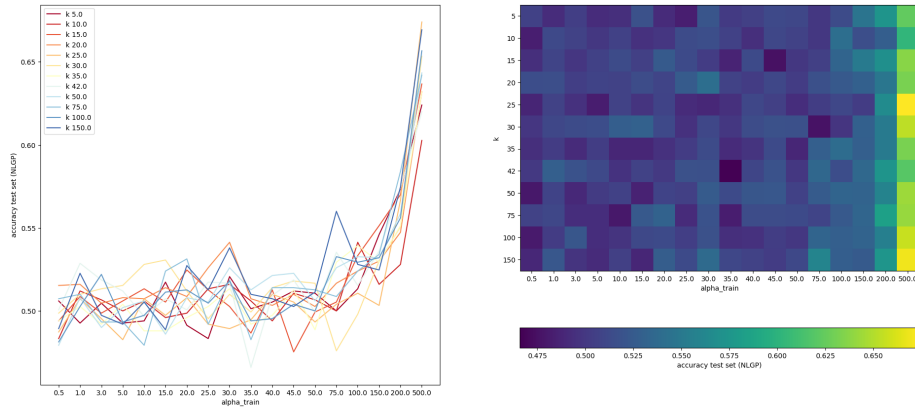 k 5.0
k 10.0
k 15.0
k 20.0
k 25.0
k 30.0
k 35.0
k 42.0
k 50.0
k 75.0
k 100.0
k 150.0
0.65
0.60
0.55
0.50
accuracy test set (NLGP)
0.5 1.0 3.0 5.0 10.0 15.0 20.0 25.0 30.0 35.0 40.0 45.0 50.0 75.0 100.0 150.0 200.0 500.0
alpha_train
5
10
15
20
25
30
35
42
50
75
100
150
k
0.5 1.0 3.0 5.0 10.0 15.0 20.0 25.0 30.0 35.0 40.0 45.0 50.0 75.0 100.0 150.0 200.0 500.0
alpha_train
0.475 0.500 0.525 0.550 0.575 0.600 0.625 0.650
accuracy test set (NLGP)